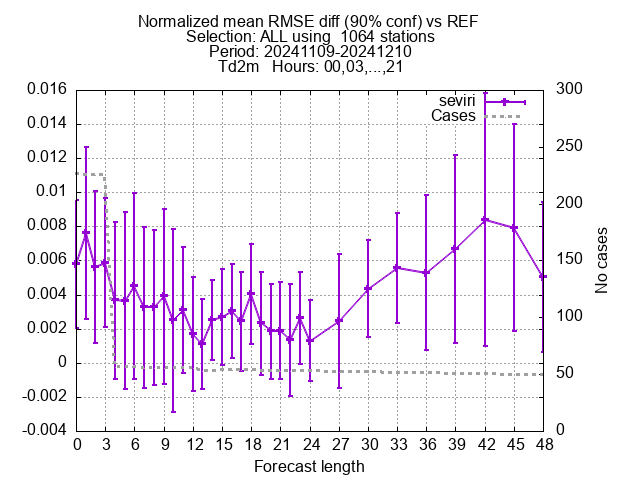 Normalized mean RMSE diff (90% conf) vs REF
Selection: ALL using  1064 stations
Period: 20241109-20241210
Td2m   Hours: 00,03,...,21
seviri
Cases
0.016
0.014
0.012
0.01
0.008
0.006
0.004
0.002
0
-0.002
-0.004
300
250
200
150
100
50
0
No cases
0 3 6 9 12 15 18 21 24 27 30 33 36 39 42 45 48
Forecast length